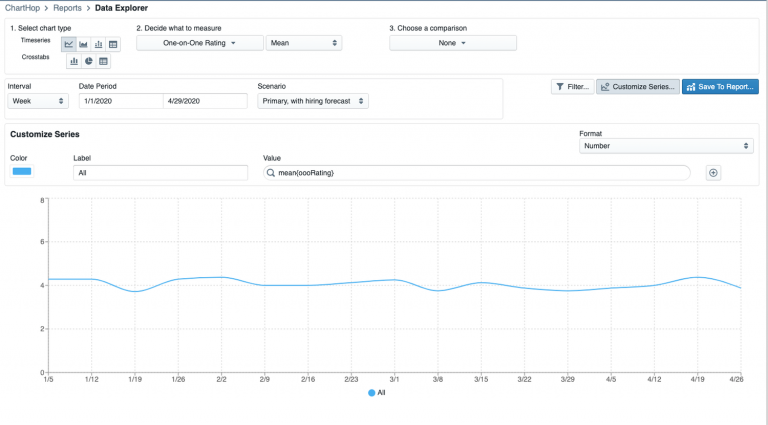 ChartHop › Reports › Data Explorer
1. Select chart type 2. Decide what to measure 3. Choose a comparison
Timeseries One-on-One Rating Mean None
Crosstabs
Interval Date Period Scenario
Week 1/1/2020 4/29/2020 Primary, with hiring forecast Filter... Customize Series... Save To Report...
Customize Series Format
Number
Color Label Value
All mean{oooRating}
8
6
4
2
0
1/5 1/12 1/19 1/26 2/2 2/9 2/16 2/23 3/1 3/8 3/15 3/22 3/29 4/5 4/12 4/19 4/26
All